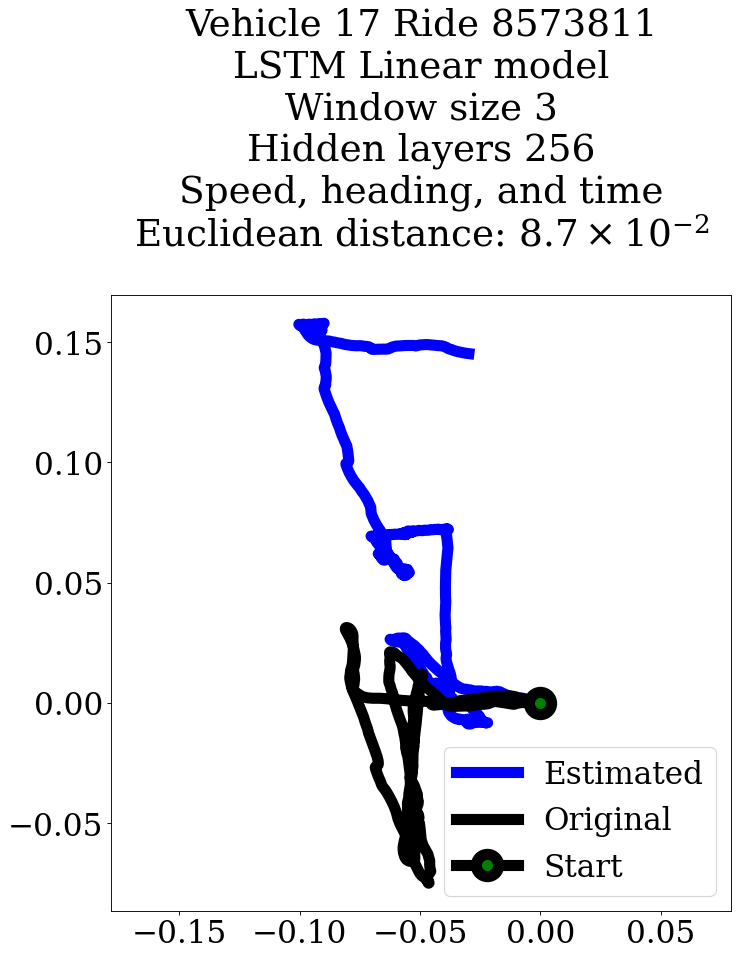 Vehicle 17 Ride 8573811
LSTM Linear model
Window size 3
Hidden layers 256
Speed, heading, and time
Euclidean distance: 8.7 × 10⁻²
0.15
0.10
0.05
0.00
−0.05
Estimated
Original
Start
−0.15 −0.10 −0.05 0.00 0.05